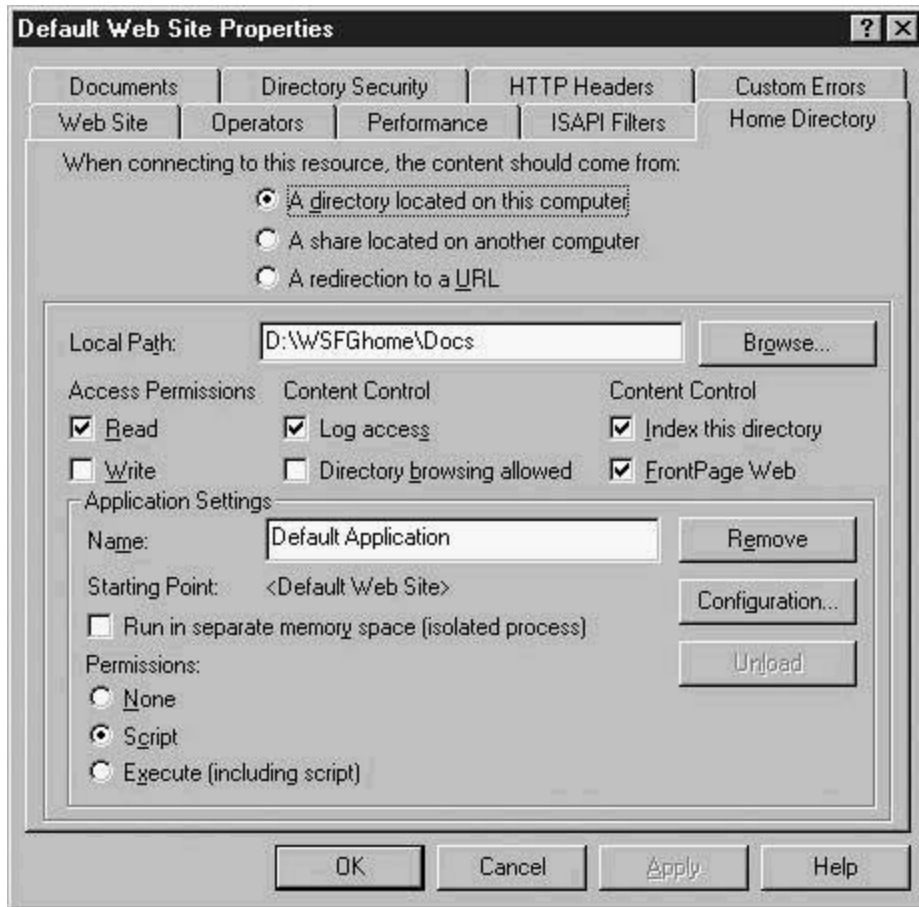 Default Web Site Properties
Documents Directory Security HTTP Headers Custom Errors
Web Site Operators Performance ISAPI Filters Home Directory
When connecting to this resource, the content should come from:
A directory located on this computer
A share located on another computer
A redirection to a URL
Local Path: D:\WSFGhome\Docs Browse...
Access Permissions Content Control Content Control
Read Log access Index this directory
Write Directory browsing allowed FrontPage Web
Application Settings
Name: Default Application Remove
Starting Point: <Default Web Site>
Configuration...
Run in separate memory space (isolated process)
Permissions:
Unload
None
Script
Execute (including script)
OK Cancel Apply Help